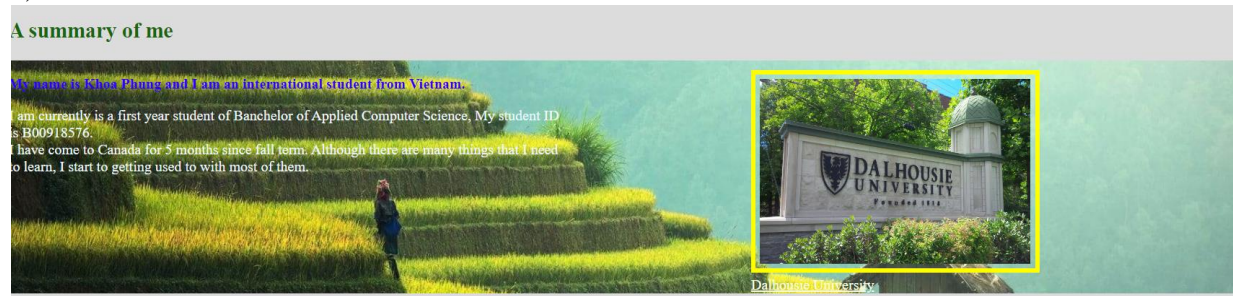 A summary of me
My name is Khoa Phung and I am an international student from Vietnam.
I am currently is a first year student of Banchelor of Applied Computer Science, My student ID
is B00918576.
I have come to Canada for 5 months since fall term. Although there are many things that I need
to learn, I start to getting used to with most of them.
DALHOUSIE
UNIVERSITY
Founded 1818
Dalhousie University